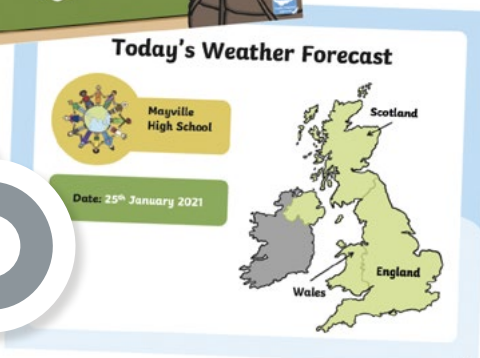 Today's Weather Forecast
Mayville
High School
Scotland
Date: 25th January 2021
England
Wales